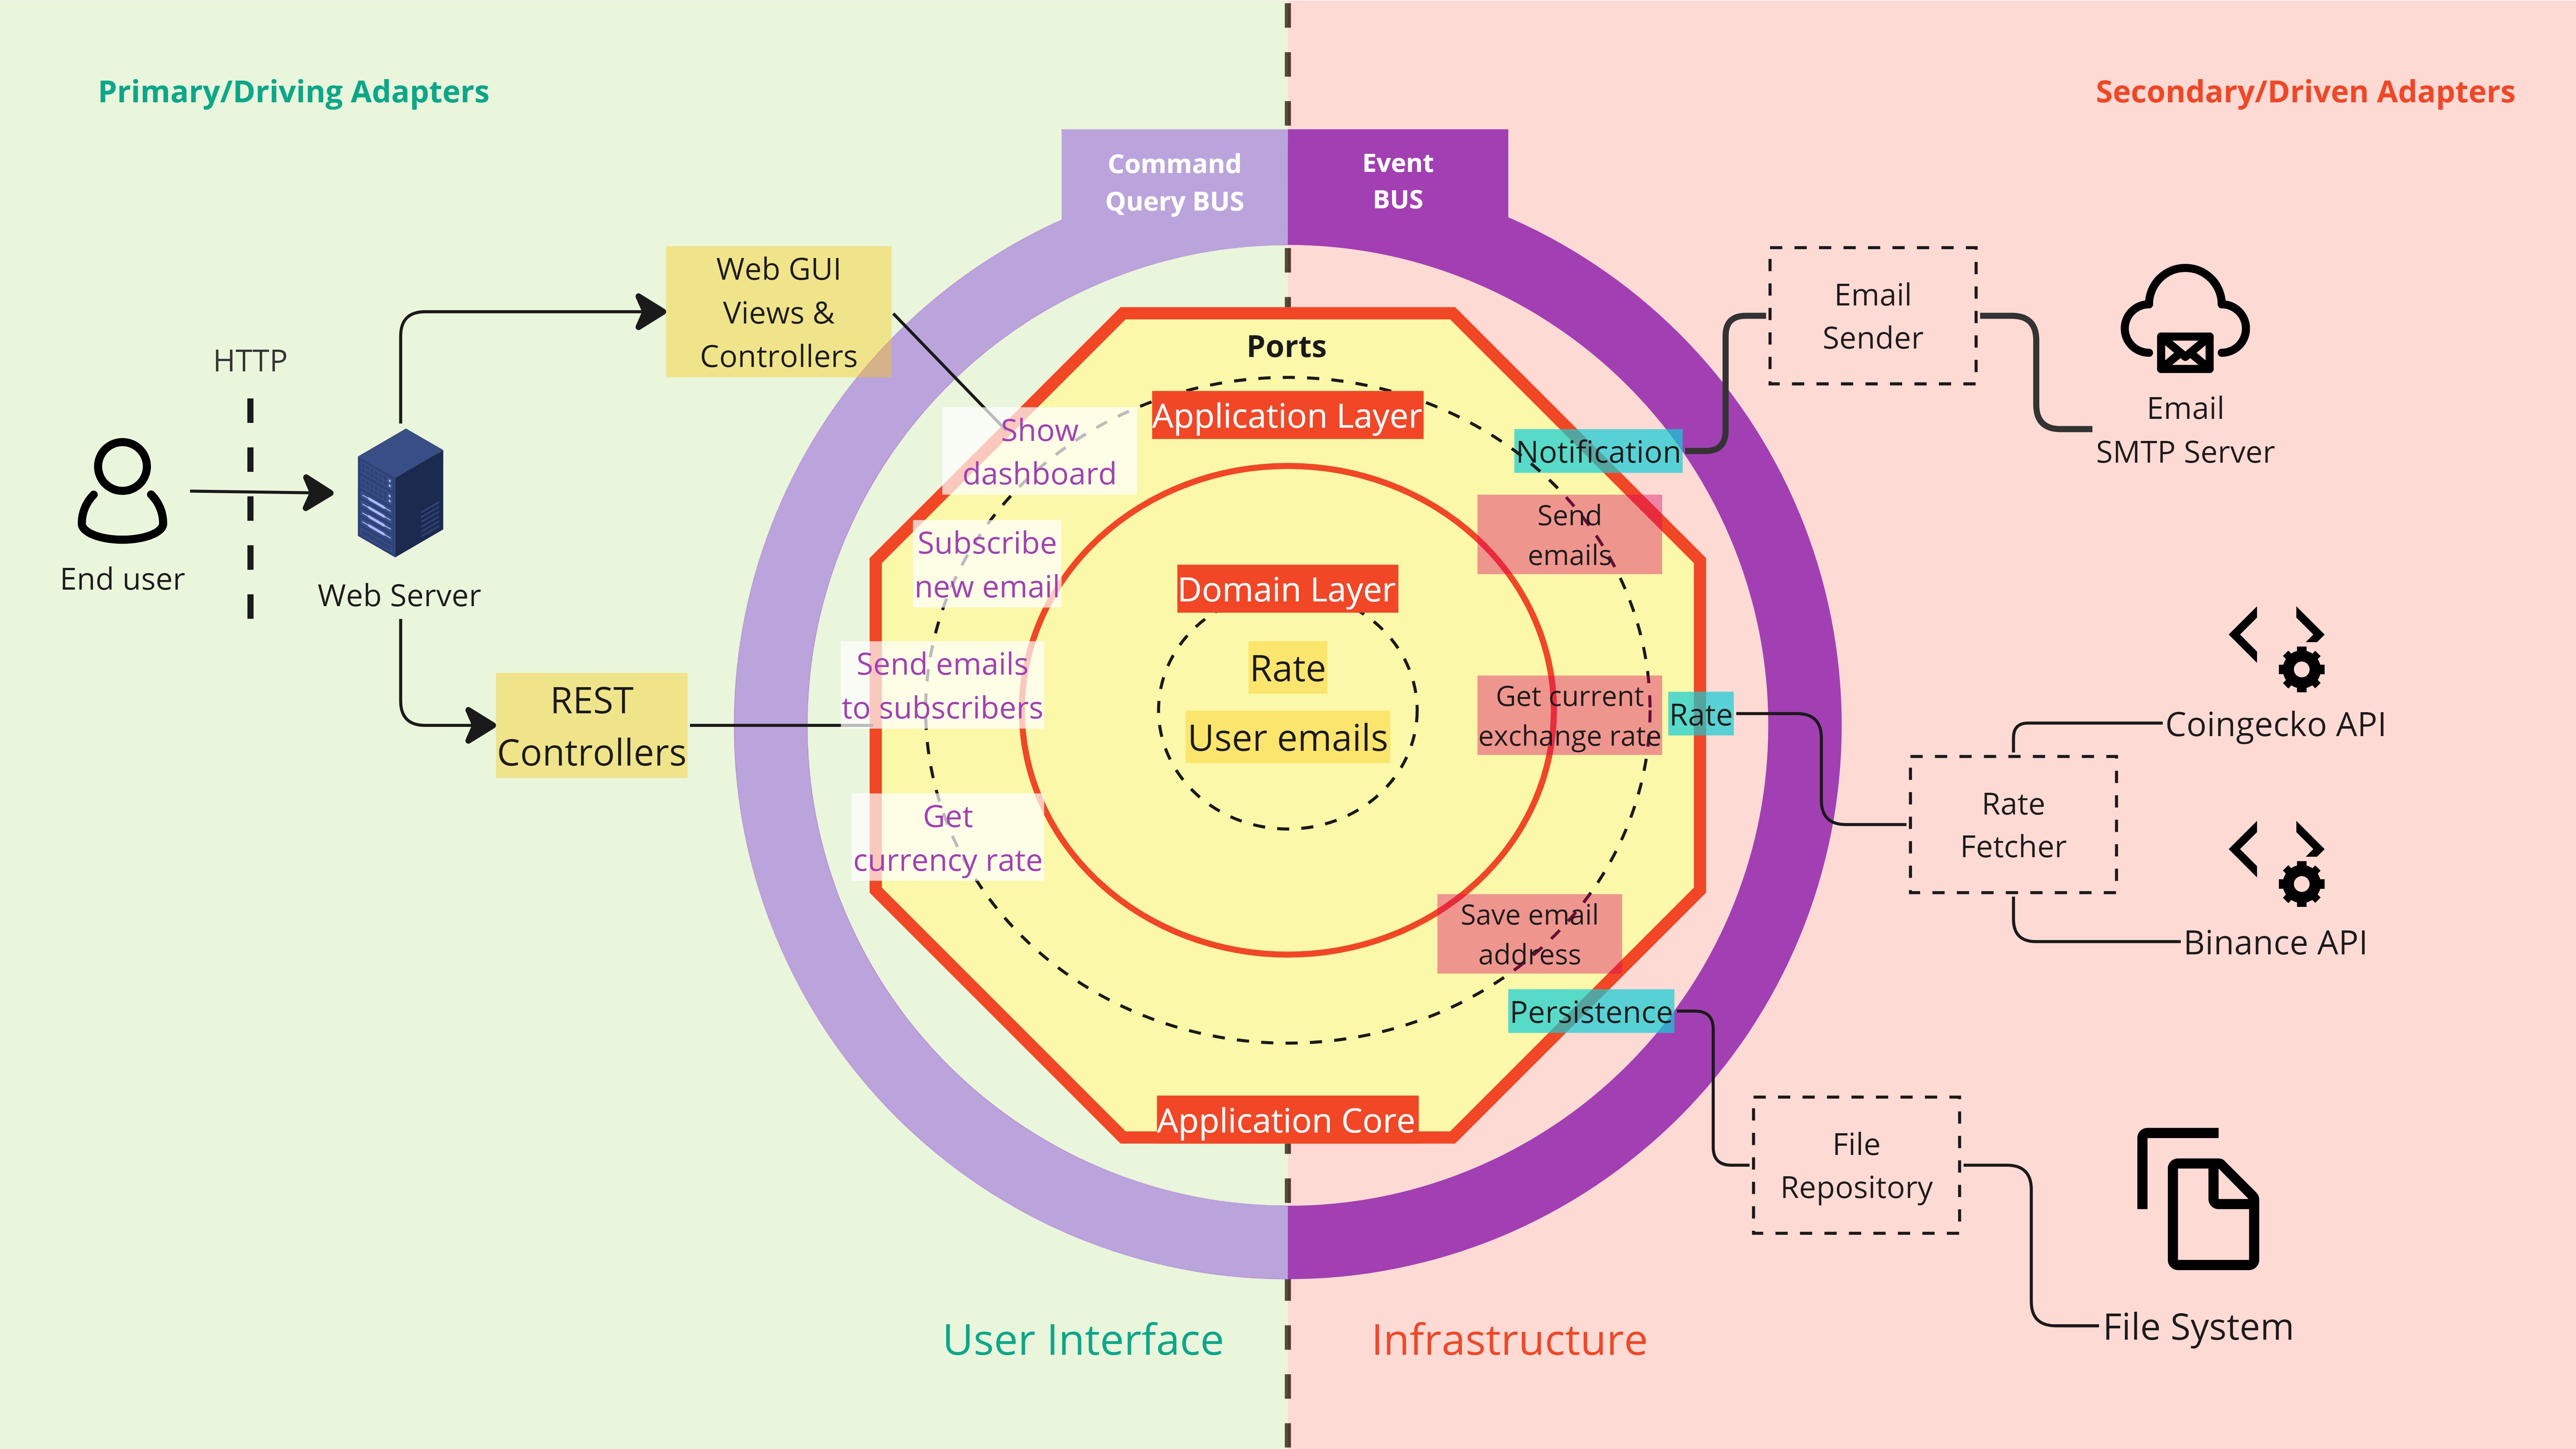 Primary/Driving Adapters
Secondary/Driven Adapters
Command
Query BUS
Event
BUS
Web GUI
Views &
Controllers
HTTP
End user
Web Server
REST
Controllers
Ports
Application Layer
Show
dashboard
Subscribe
new email
Send emails
to subscribers
Get
currency rate
Domain Layer
Rate
User emails
Notification
Send
emails
Get current
exchange rate
Rate
Save email
address
Persistence
Application Core
Email
Sender
Email
SMTP Server
Coingecko API
Rate
Fetcher
Binance API
File
Repository
File System
User Interface
Infrastructure